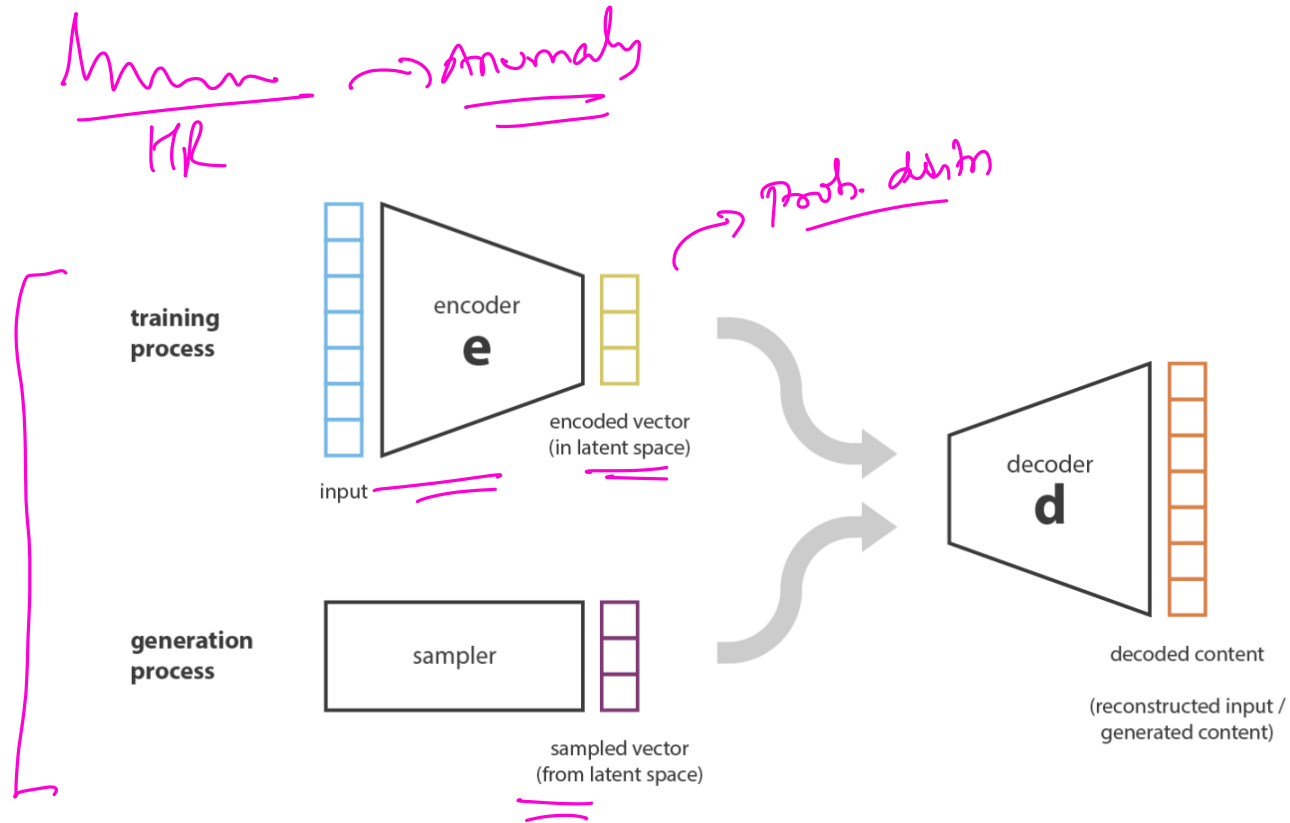 Anomaly
HR
Prob. distn
training
process
encoder
e
encoded vector
(in latent space)
input
decoder
d
generation
process
sampler
sampled vector
(from latent space)
decoded content
(reconstructed input /
generated content)